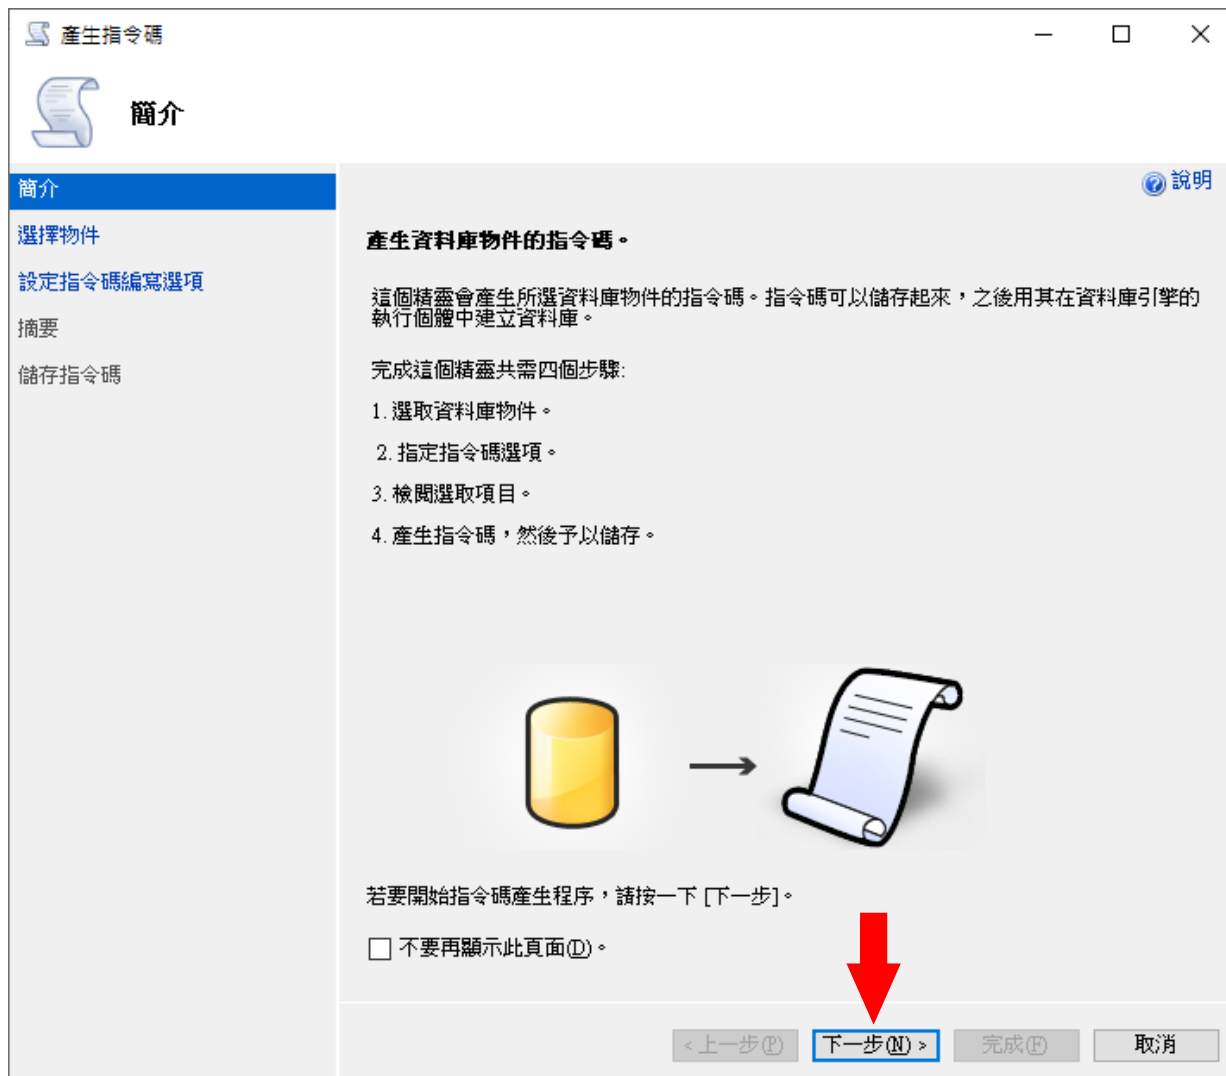 產生指令碼
簡介
簡介
選擇物件
設定指令碼編寫選項
摘要
儲存指令碼
說明
產生資料庫物件的指令碼。
這個精靈會產生所選資料庫物件的指令碼。指令碼可以儲存起來，之後用其在資料庫引擎的
執行個體中建立資料庫。
完成這個精靈共需四個步驟:
1. 選取資料庫物件。
2. 指定指令碼選項。
3. 檢閱選取項目。
4. 產生指令碼，然後予以儲存。
若要開始指令碼產生程序，請按一下 [下一步]。
不要再顯示此頁面(D)。
< 上一步(P)
下一步(N) >
完成(F)
取消